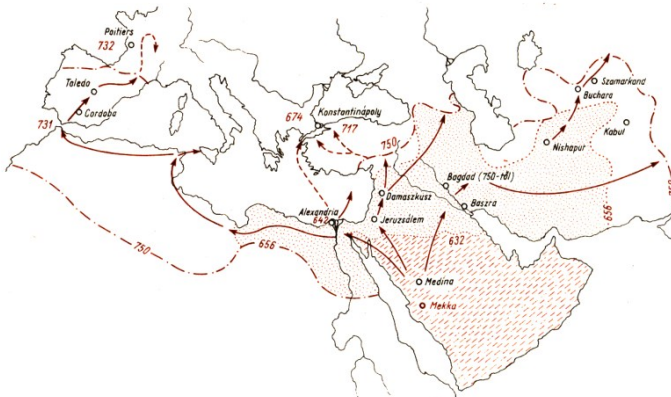 Poitiers
732
Toledo
Cordoba
731
674
Konstantinápoly
717
750
Szamarkand
Buchara
Kabul
Nishapur
Bagdad (750-től)
Baszra
656
Damaszkusz
Jeruzsálem
Alexandria
642
632
656
750
Medina
Mekka